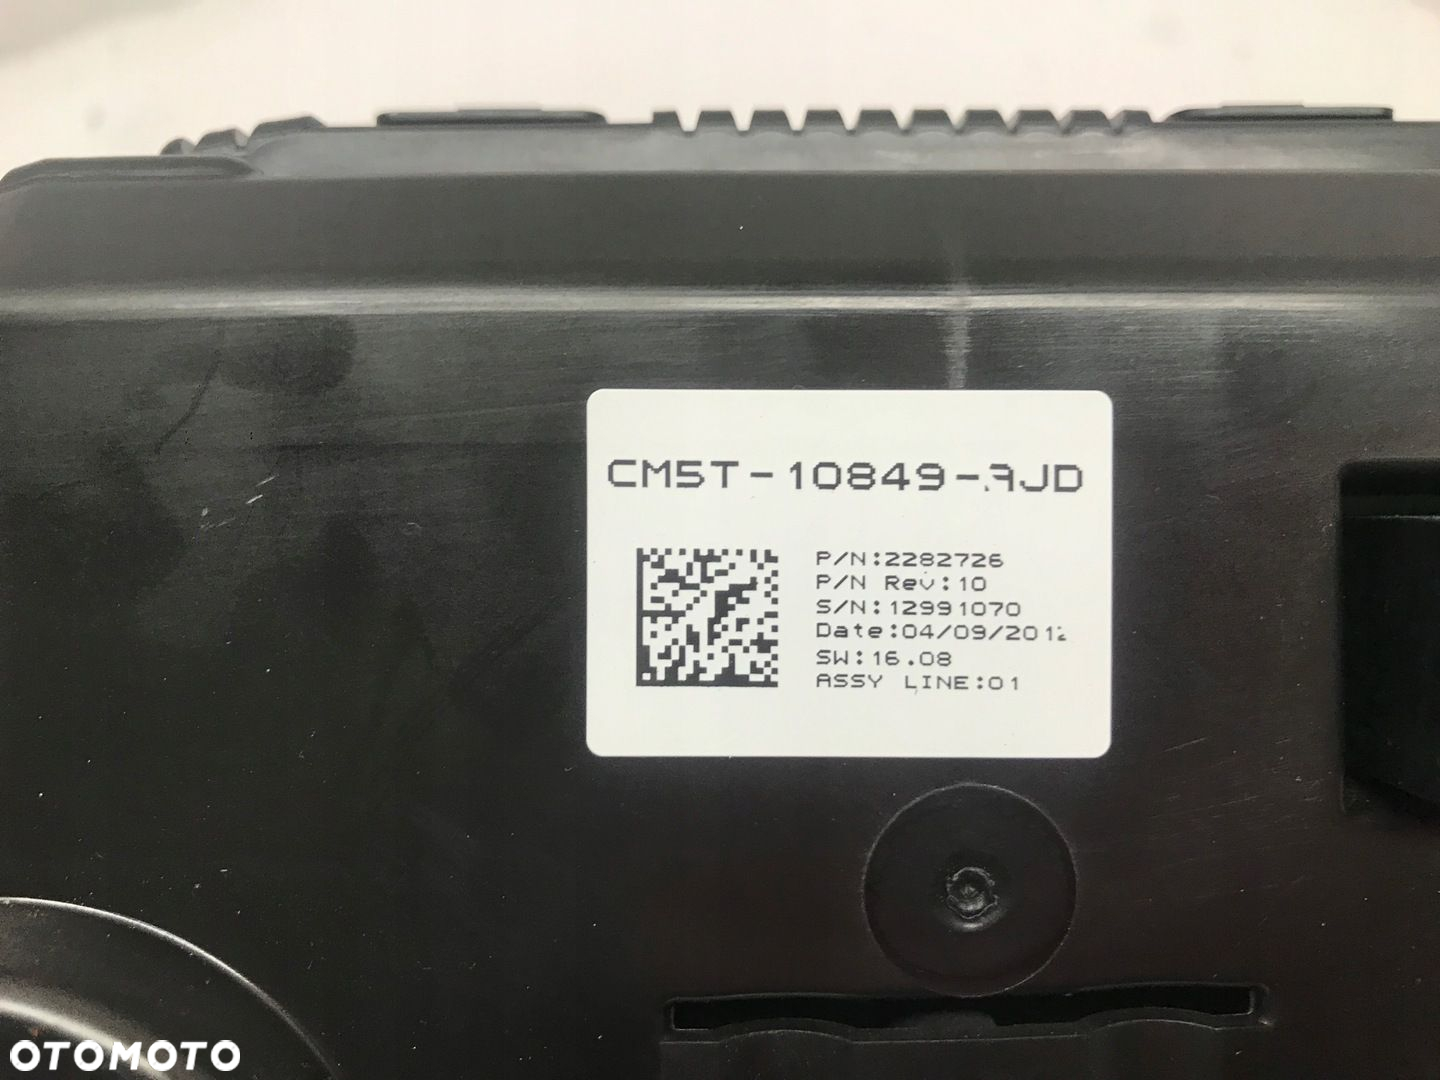 CM5T-10849-AJD
P/N:2282726
P/N Rev:10
S/N:12991070
Date:04/09/2012
SW:16.08
ASSY LINE:01
OTOMOTO